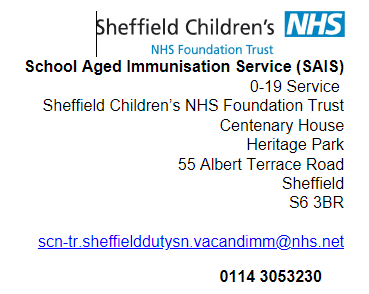 Sheffield Children's NHS
NHS Foundation Trust
School Aged Immunisation Service (SAIS)
0-19 Service
Sheffield Children's NHS Foundation Trust
Centenary House
Heritage Park
55 Albert Terrace Road
Sheffield
S6 3BR
scn-tr.sheffielddutysn.vacandimm@nhs.net
0114 3053230